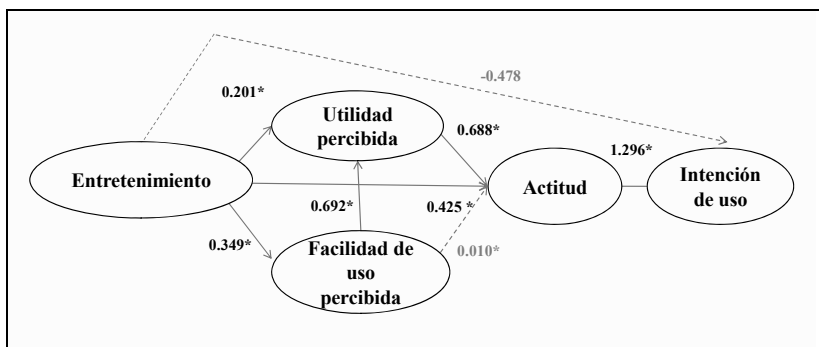 -0.478
0.201*
Utilidad
percibida
0.688*
1.296*
Entretenimiento
Actitud
Intención
de uso
0.692*
0.425 *
0.349*
Facilidad de
uso
percibida
0.010*